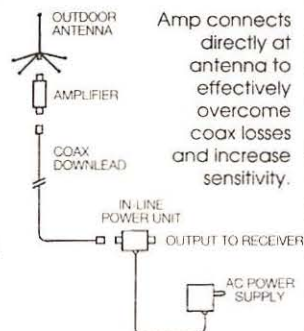 OUTDOOR
ANTENNA
Amp connects
directly at
antenna to
effectively
overcome
coax losses
and increase
sensitivity.
AMPLIFIER
COAX
DOWNLEAD
IN-LINE
POWER UNIT
OUTPUT TO RECEIVER
AC POWER
SUPPLY